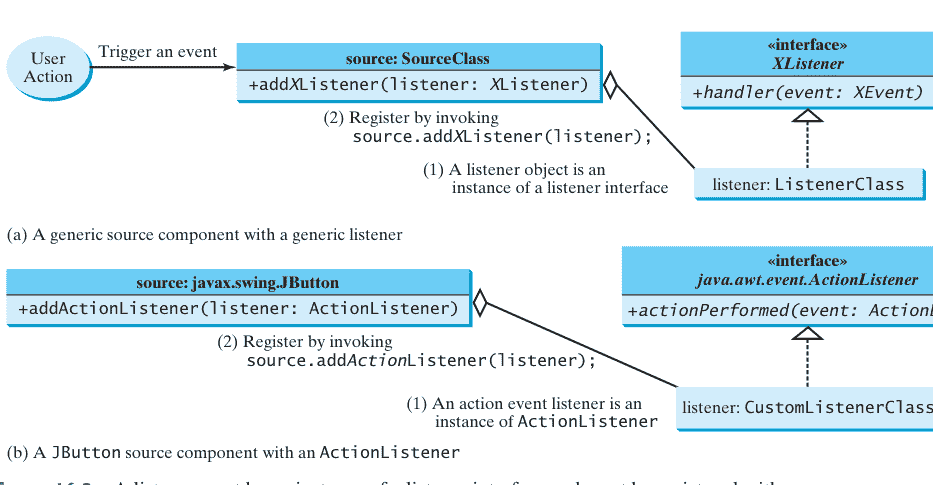 User
Action
Trigger an event
source: SourceClass
+addXListener(listener: XListener)
«interface»
XListener
+handler(event: XEvent)
(2) Register by invoking
source.addXListener(listener);
(1) A listener object is an
instance of a listener interface
listener: ListenerClass
(a) A generic source component with a generic listener
source: javax.swing.JButton
+addActionListener(listener: ActionListener)
«interface»
java.awt.event.ActionListener
+actionPerformed(event:
(2) Register by invoking
source.addActionListener(listener);
(1) An action event listener is an
instance of ActionListener
listener: CustomListenerClass
(b) A JButton source component with an ActionListener